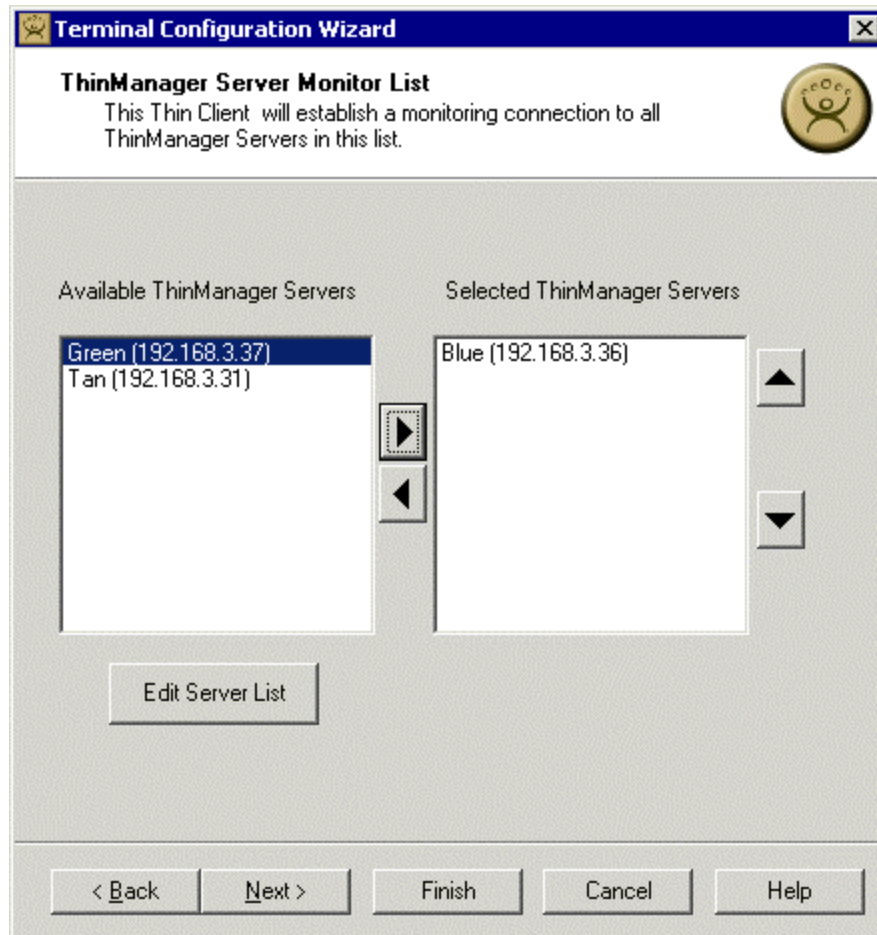 Terminal Configuration Wizard
ThinManager Server Monitor List
This Thin Client will establish a monitoring connection to all
ThinManager Servers in this list.
Available ThinManager Servers
Selected ThinManager Servers
Green (192.168.3.37)
Tan (192.168.3.31)
Blue (192.168.3.36)
Edit Server List
< Back
Next >
Finish
Cancel
Help